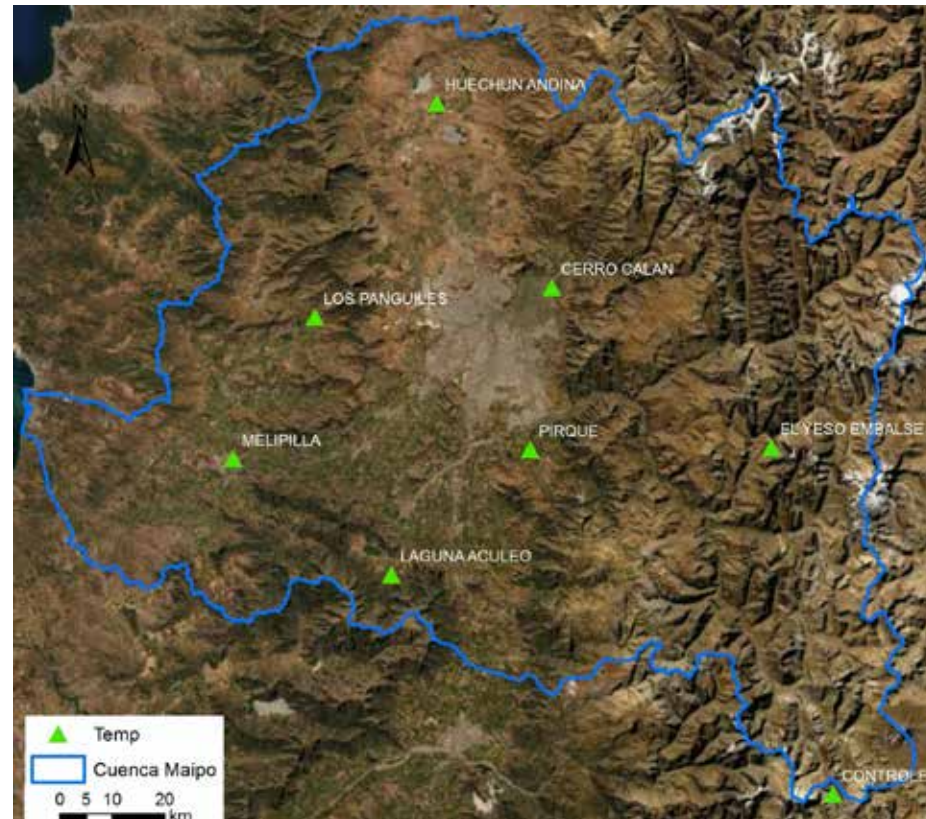 HUECHUN ANDINA
N
CERRO CALAN
LOS PANGUILES
PIRQUE
EL YESO EMBALSE
MELIPILLA
LAGUNA ACULEO
Temp
Cuenca Maipo
CONTROLE
0 5 10 20
km